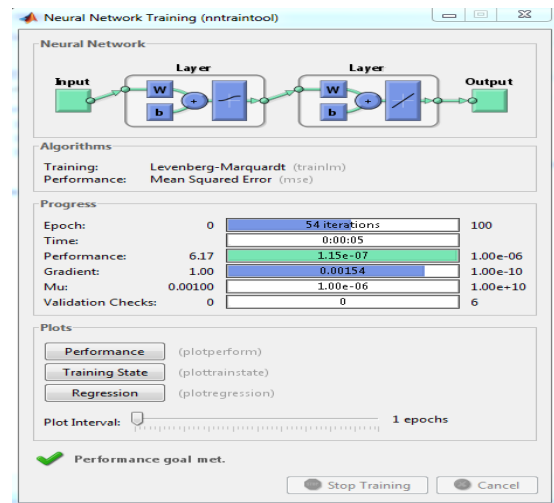 Neural Network Training (nntraintool)
Neural Network
Layer Layer
Input W b + W b + Output
Algorithms
Training: Levenberg-Marquardt (trainlm)
Performance: Mean Squared Error (mse)
Progress
Epoch: 0 54 iterations 100
Time: 0:00:05
Performance: 6.17 1.15e-07 1.00e-06
Gradient: 1.00 0.00154 1.00e-10
Mu: 0.00100 1.00e-06 1.00e+10
Validation Checks: 0 0 6
Plots
Performance (plotperform)
Training State (plottrainstate)
Regression (plotregression)
Plot Interval: 1 epochs
Performance goal met.
Stop Training Cancel